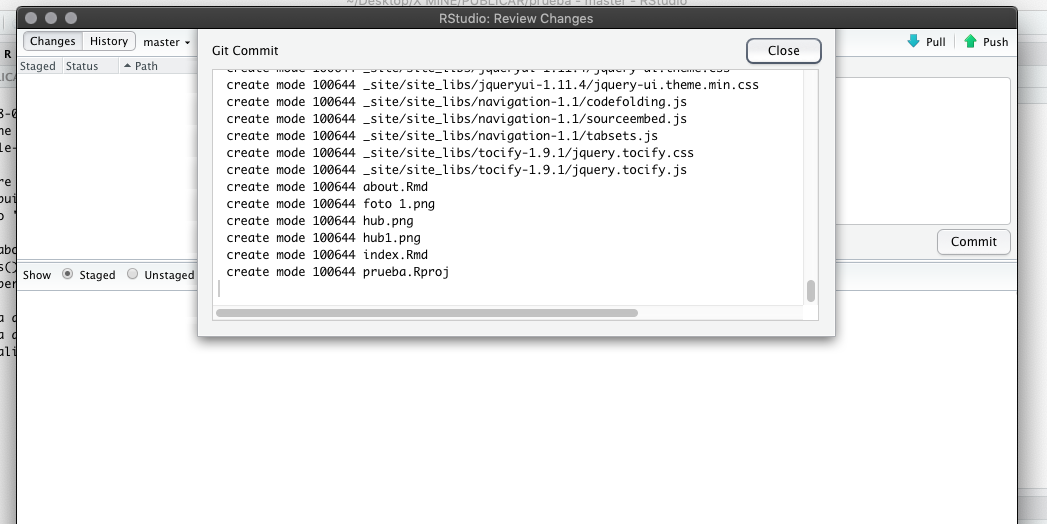 ~/Desktop/X MINE/PUBLICAR/prueba - master - RStudio
RStudio: Review Changes
Changes History master
Git Commit
Close
Pull Push
Staged Status Path
create mode 100644 _site/site_libs/jqueryui-1.11.4/jquery-ui.theme.css
create mode 100644 _site/site_libs/jqueryui-1.11.4/jquery-ui.theme.min.css
create mode 100644 _site/site_libs/navigation-1.1/codefolding.js
create mode 100644 _site/site_libs/navigation-1.1/sourceembed.js
create mode 100644 _site/site_libs/navigation-1.1/tabsets.js
create mode 100644 _site/site_libs/tocify-1.9.1/jquery.tocify.css
create mode 100644 _site/site_libs/tocify-1.9.1/jquery.tocify.js
create mode 100644 about.Rmd
create mode 100644 foto 1.png
create mode 100644 hub.png
create mode 100644 hub1.png
create mode 100644 index.Rmd
create mode 100644 prueba.Rproj
Commit
Show Staged Unstaged